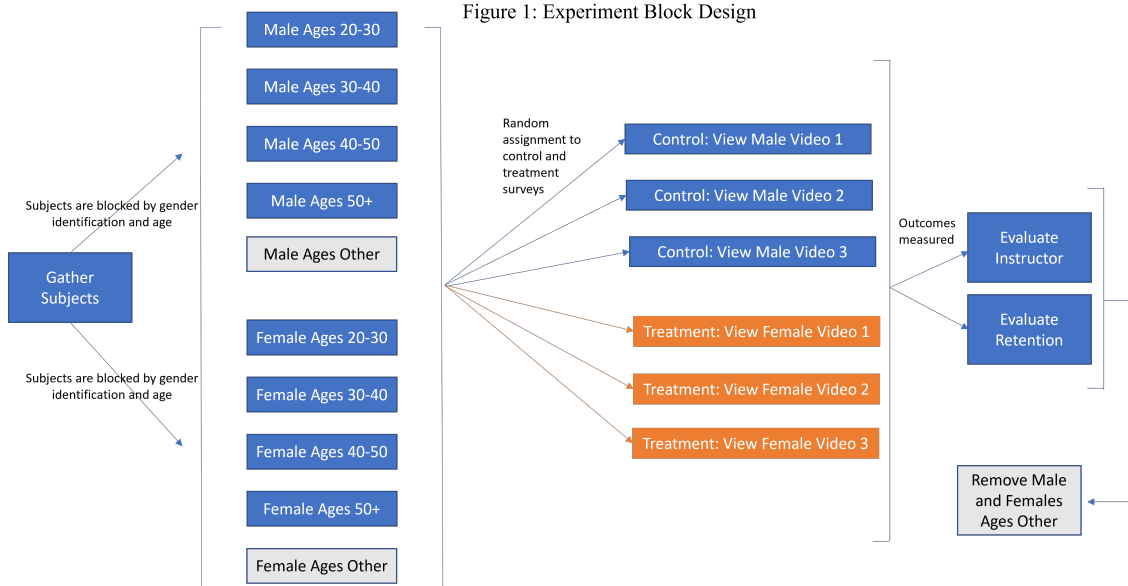 Figure 1: Experiment Block Design
Male Ages 20-30
Male Ages 30-40
Male Ages 40-50
Male Ages 50+
Male Ages Other
Subjects are blocked by gender
identification and age
Gather
Subjects
Subjects are blocked by gender
identification and age
Female Ages 20-30
Female Ages 30-40
Female Ages 40-50
Female Ages 50+
Female Ages Other
Random
assignment to
control and
treatment
surveys
Control: View Male Video 1
Control: View Male Video 2
Control: View Male Video 3
Treatment: View Female Video 1
Treatment: View Female Video 2
Treatment: View Female Video 3
Outcomes
measured
Evaluate
Instructor
Evaluate
Retention
Remove Male
and Females
Ages Other